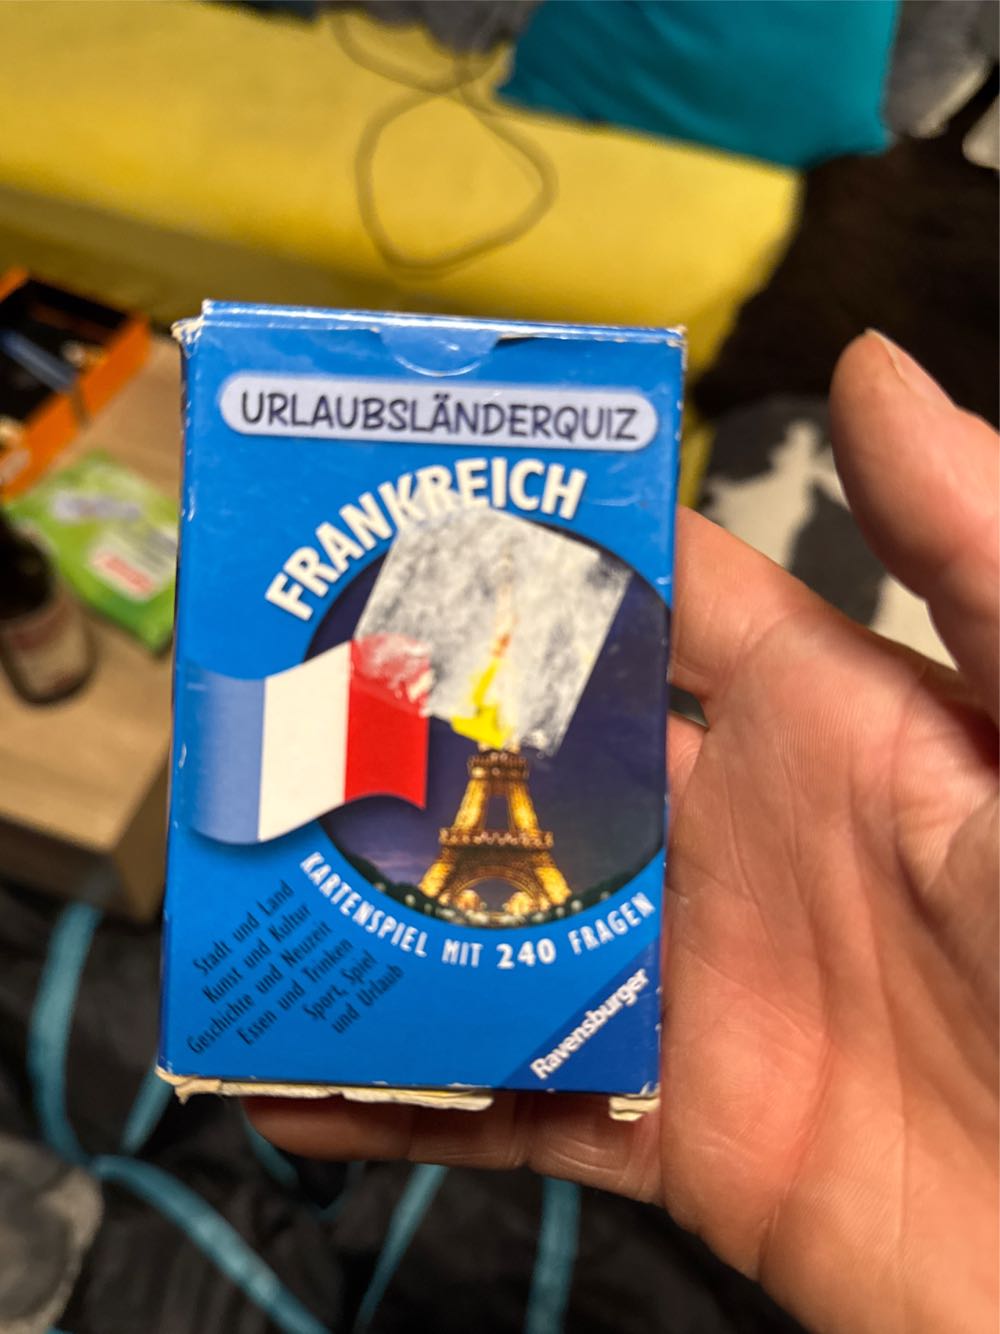 URLAUBSLÄNDERQUIZ
FRANKREICH
KARTENSPIEL MIT 240 FRAGEN
Stadt und Land
Kunst und Kultur
Geschichte und Neuzeit
Essen und Trinken
Sport, Spiel
und Urlaub
Ravensburger